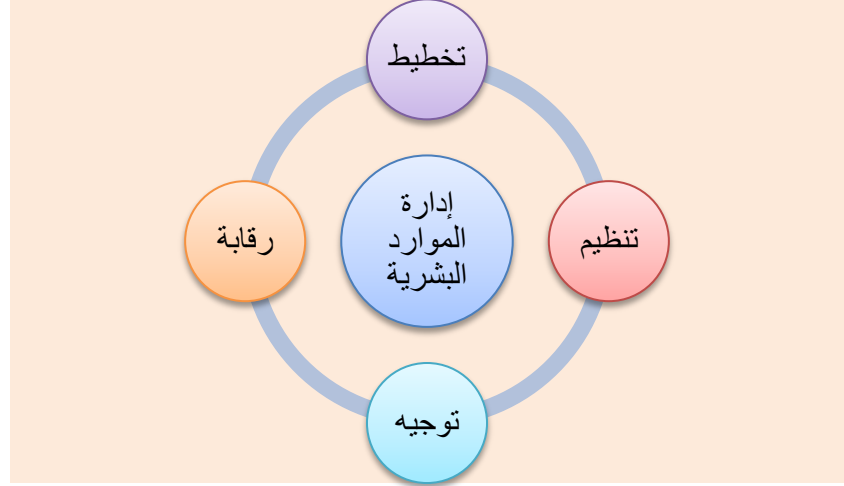 تخطيط
إدارة
الموارد
البشرية
تنظيم
توجيه
رقابة